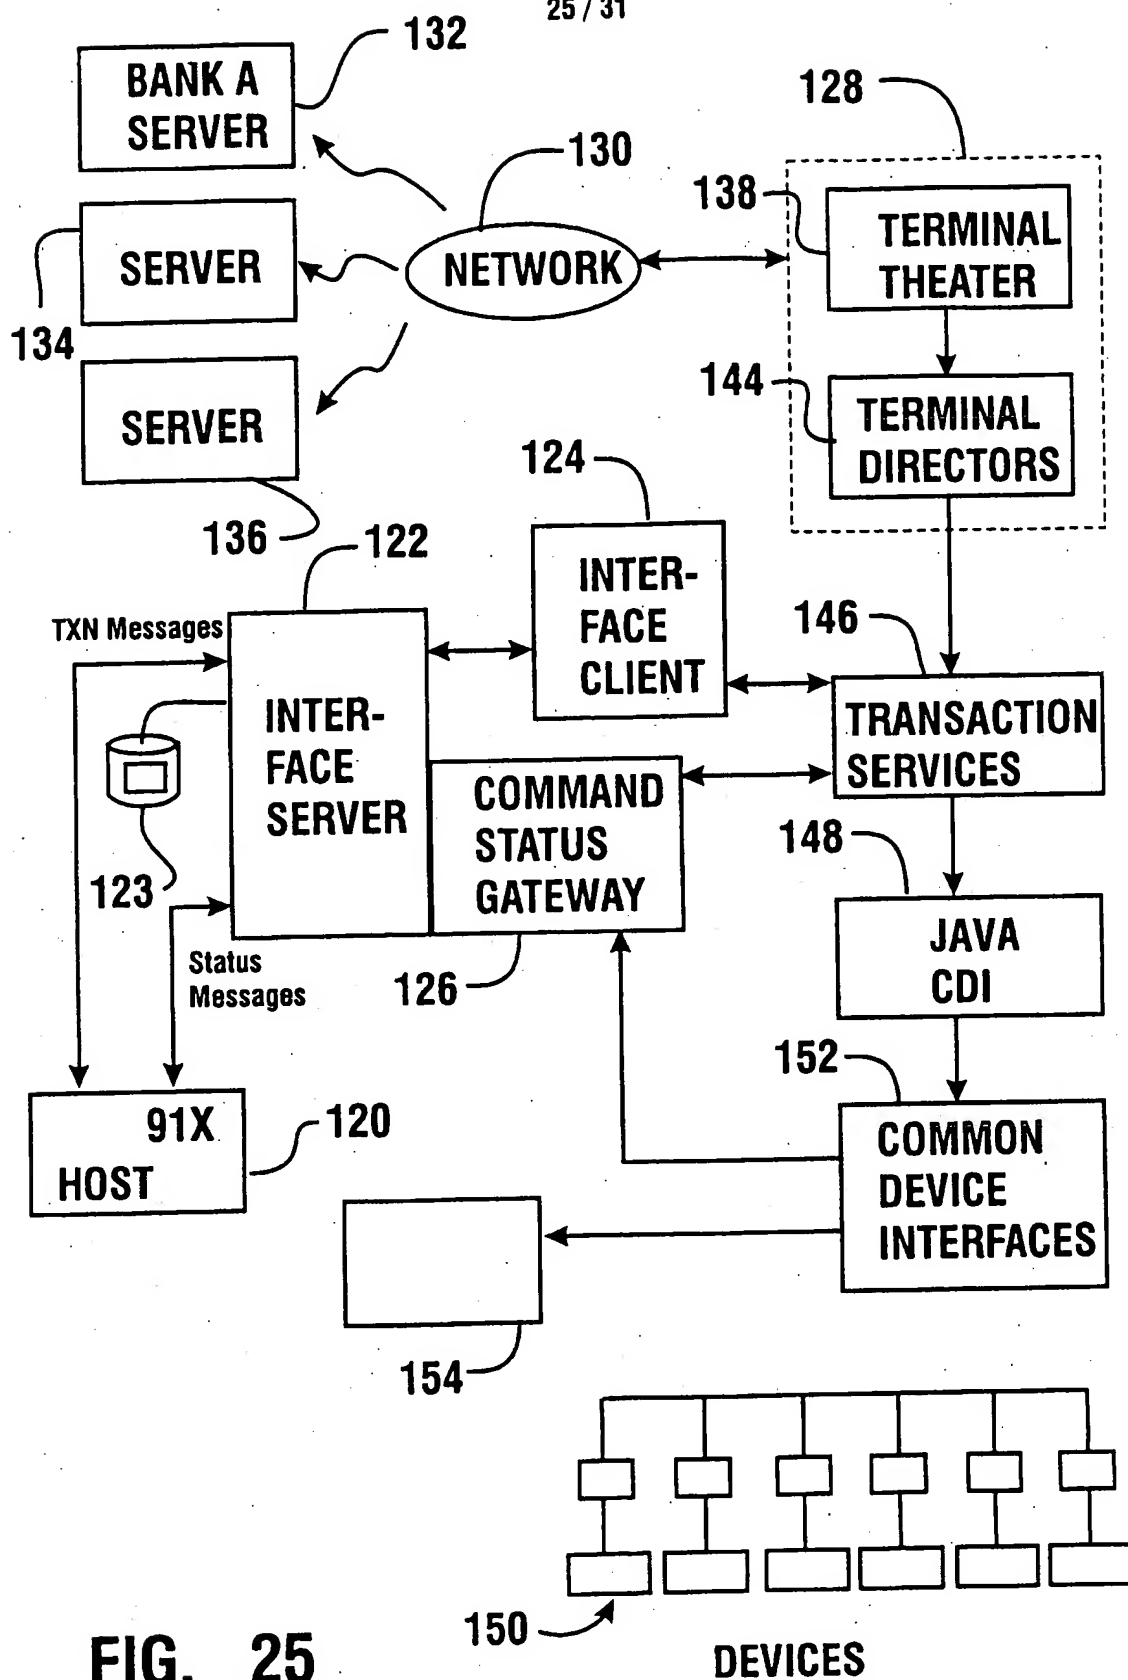 25 / 31
132
BANK A
SERVER
128
130
138
TERMINAL
THEATER
SERVER
NETWORK
134
144
TERMINAL
DIRECTORS
SERVER
124
136
122
INTER-
FACE
CLIENT
TXN Messages
146
INTER-
FACE
SERVER
TRANSACTION
SERVICES
COMMAND
STATUS
GATEWAY
148
123
JAVA
CDI
Status
Messages
126
152
91X
HOST
120
COMMON
DEVICE
INTERFACES
154
150
DEVICES
FIG. 25